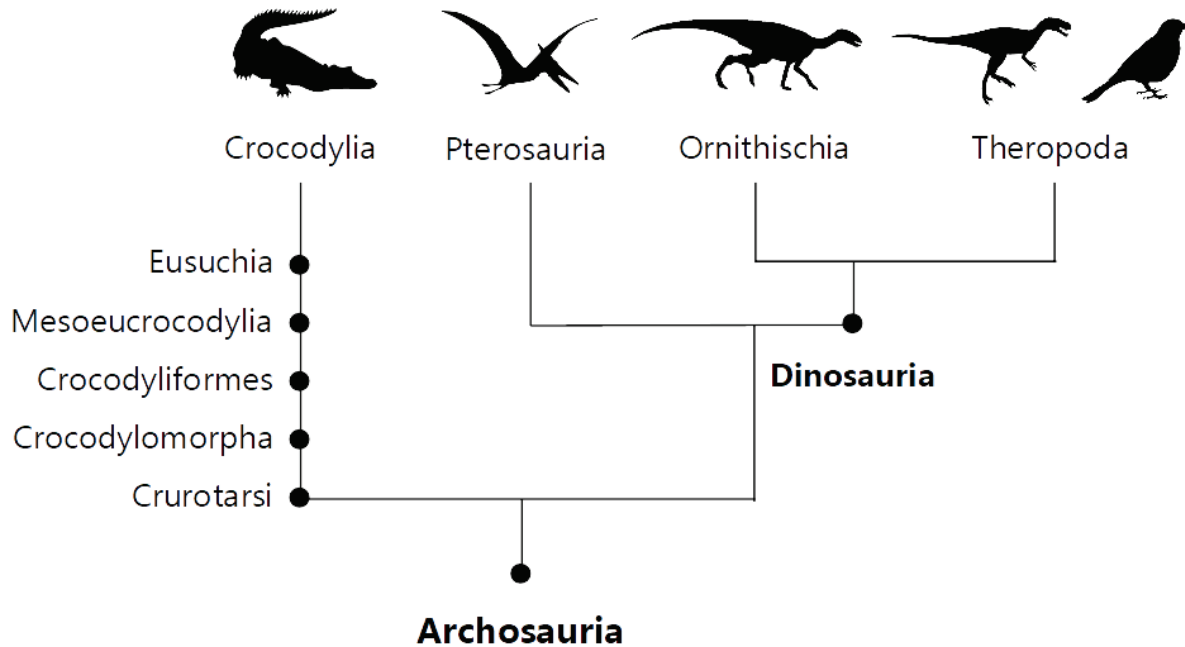 Crocodylia
Pterosauria
Ornithischia
Theropoda
Eusuchia
Mesoeucrocodylia
Crocodyliformes
Dinosauria
Crocodylomorpha
Crurotarsi
Archosauria